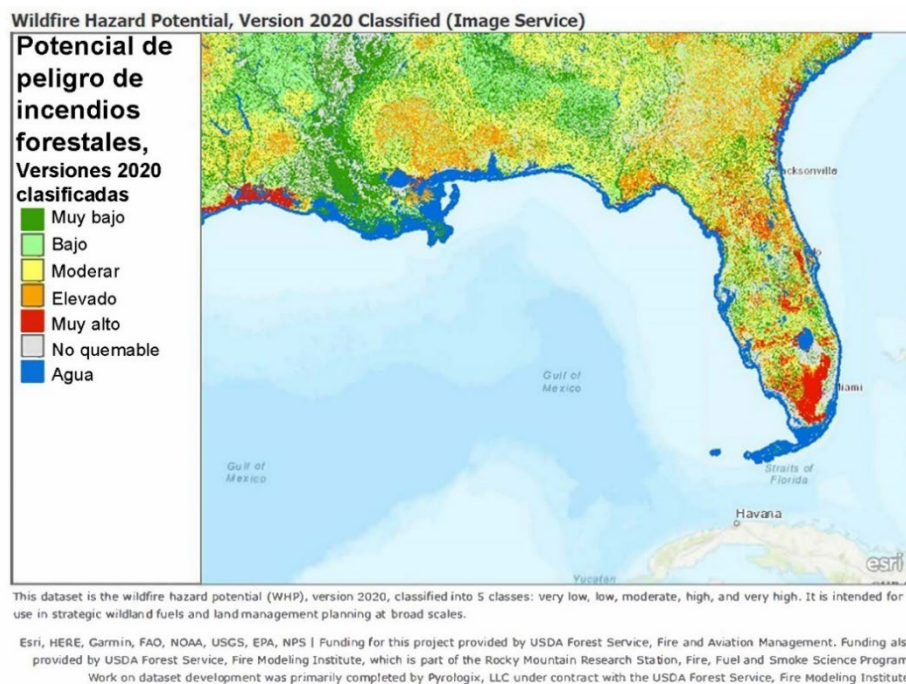 Wildfire Hazard Potential, Version 2020 Classified (Image Service)
Potencial de
peligro de
incendios
forestales,
Versiones 2020
clasificadas
Muy bajo
Bajo
Moderar
Elevado
Muy alto
No quemable
Agua
cksonville
Gulf of
Mexico
iami
Gulf of
Mexico
Straits of
Florida
Havana
esri
Yucatan
This dataset is the wildfire hazard potential (WHP), version 2020, classified into 5 classes: very low, low, moderate, high, and very high. It is intended for
use in strategic wildland fuels and land management planning at broad scales.
Esri, HERE, Garmin, FAO, NOAA, USGS, EPA, NPS | Funding for this project provided by USDA Forest Service, Fire and Aviation Management. Funding als
provided by USDA Forest Service, Fire Modeling Institute, which is part of the Rocky Mountain Research Station, Fire, Fuel and Smoke Science Program
Work on dataset development was primarily completed by Pyrologix, LLC under contract with the USDA Forest Service, Fire Modeling Institute